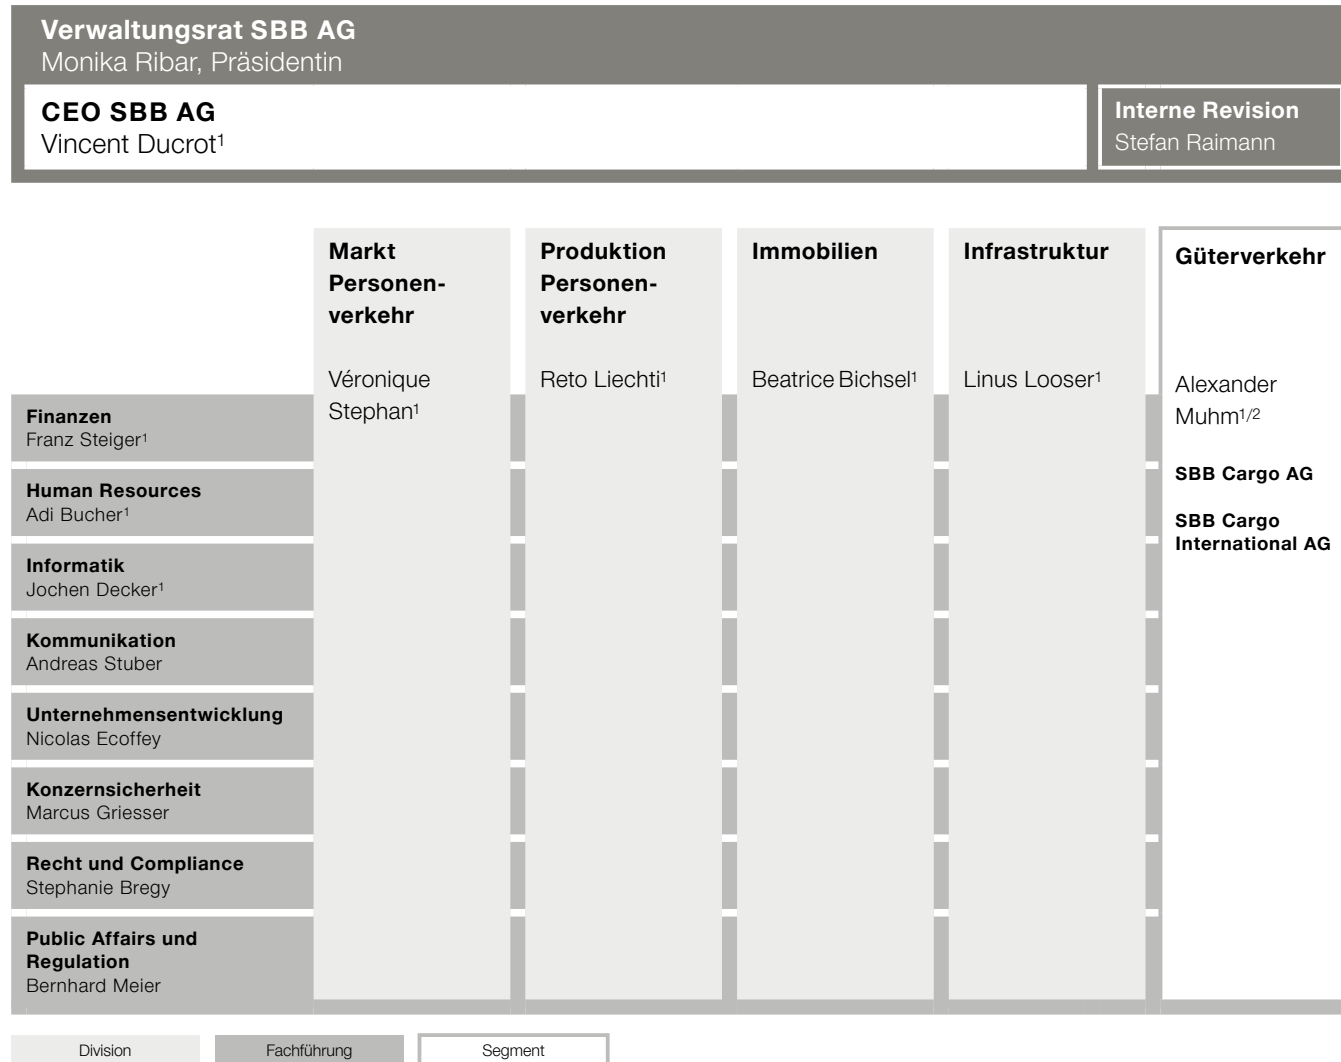 Verwaltungsrat SBB AG
Monika Ribar, Präsidentin
CEO SBB AG
Vincent Ducrot¹
Interne Revision
Stefan Raimann
Markt
Personen-
verkehr
Véronique
Stephan¹
Produktion
Personen-
verkehr
Reto Liechti¹
Immobilien
Beatrice Bichsel¹
Infrastruktur
Linus Looser¹
Güterverkehr
Alexander
Muhm¹/²
SBB Cargo AG
SBB Cargo
International AG
Finanzen
Franz Steiger¹
Human Resources
Adi Bucher¹
Informatik
Jochen Decker¹
Kommunikation
Andreas Stuber
Unternehmensentwicklung
Nicolas Ecoffey
Konzernsicherheit
Marcus Griesser
Recht und Compliance
Stephanie Bregy
Public Affairs und
Regulation
Bernhard Meier
Division
Fachführung
Segment